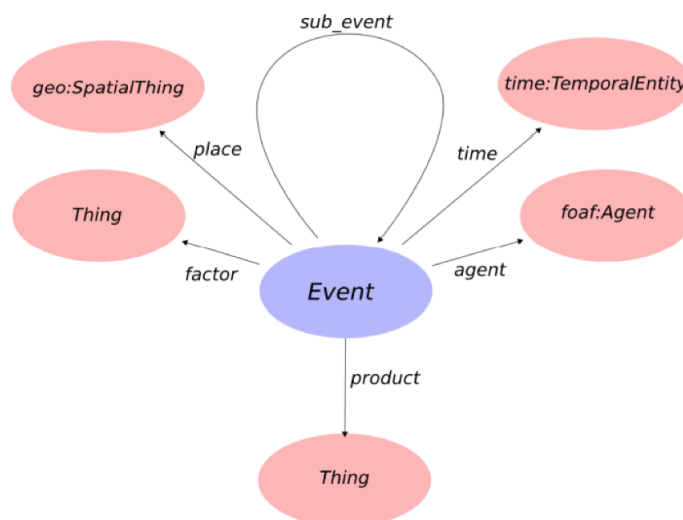 sub_event
geo:SpatialThing
time:TemporalEntity
place
time
Thing
foaf:Agent
factor
agent
Event
product
Thing